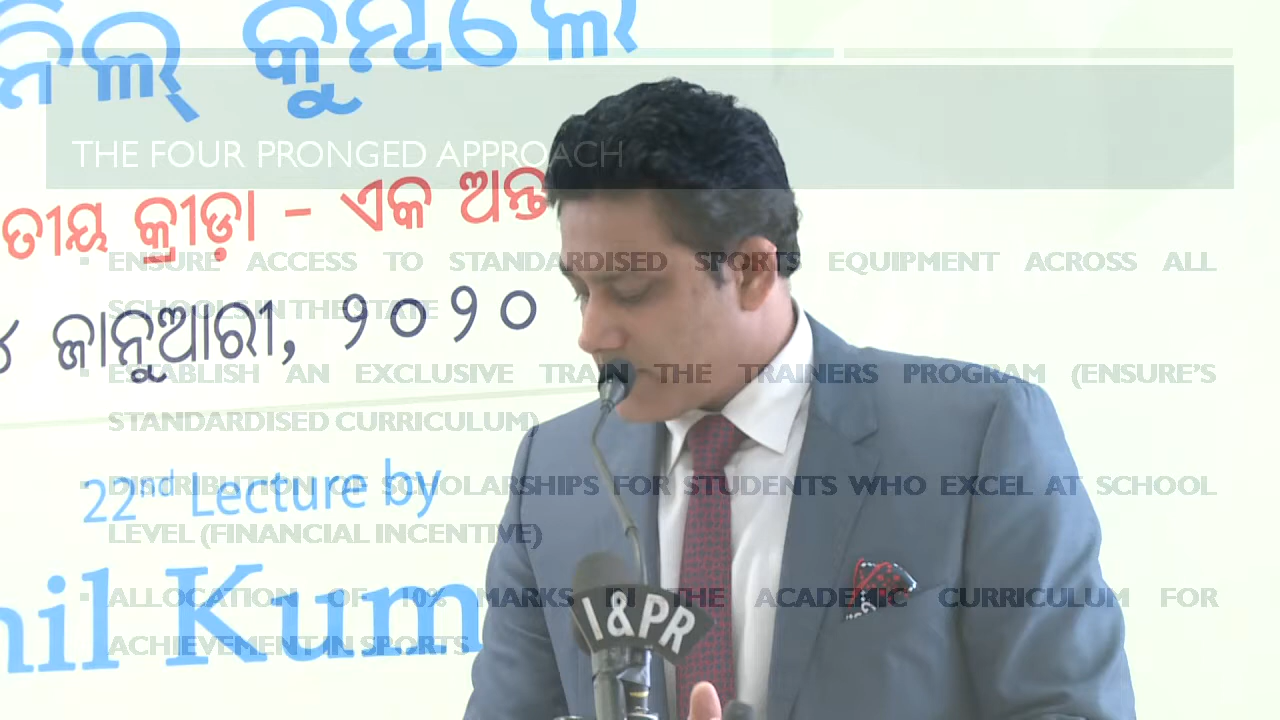 ନିଲ୍ କୁମ୍ବଲେ
THE FOUR PRONGED APPROACH
ତୀୟ କ୍ରୀଡ଼ା - ଏକ ଅନ୍ତ
▪ ENSURE ACCESS TO STANDARDISED SPORTS EQUIPMENT ACROSS ALL
SCHOOLS IN THE STATE
୪ ଜାନୁଆରୀ, ୨୦୨୦
▪ ESTABLISH AN EXCLUSIVE TRAIN THE TRAINERS PROGRAM (ENSURE'S
STANDARDISED CURRICULUM)
22nd Lecture by
▪ DISTRIBUTION OF SCHOLARSHIPS FOR STUDENTS WHO EXCEL AT SCHOOL
LEVEL (FINANCIAL INCENTIVE)
nil Kum
▪ ALLOCATION OF 10% MARKS IN THE ACADEMIC CURRICULUM FOR
ACHIEVEMENT IN SPORTS
I&PR